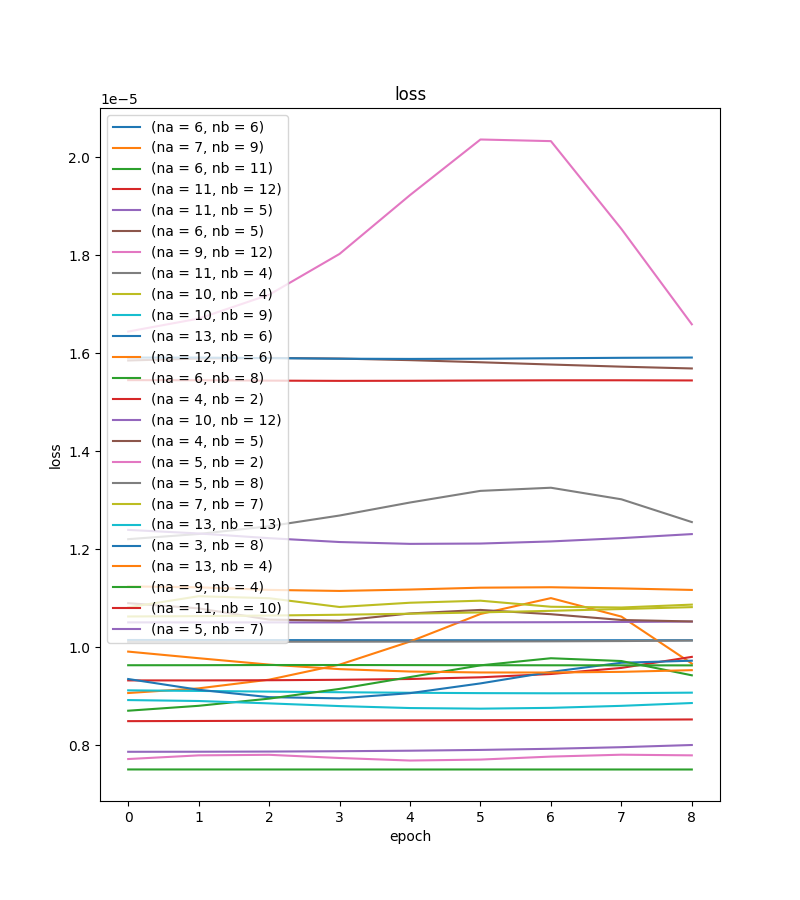 loss
1e−5
(na = 6, nb = 6)
(na = 7, nb = 9)
(na = 6, nb = 11)
(na = 11, nb = 12)
(na = 11, nb = 5)
(na = 6, nb = 5)
(na = 9, nb = 12)
(na = 11, nb = 4)
(na = 10, nb = 4)
(na = 10, nb = 9)
(na = 13, nb = 6)
(na = 12, nb = 6)
(na = 6, nb = 8)
(na = 4, nb = 2)
(na = 10, nb = 12)
(na = 4, nb = 5)
(na = 5, nb = 2)
(na = 5, nb = 8)
(na = 7, nb = 7)
(na = 13, nb = 13)
(na = 3, nb = 8)
(na = 13, nb = 4)
(na = 9, nb = 4)
(na = 11, nb = 10)
(na = 5, nb = 7)
2.0
1.8
1.6
1.4
1.2
1.0
0.8
loss
0 1 2 3 4 5 6 7 8
epoch